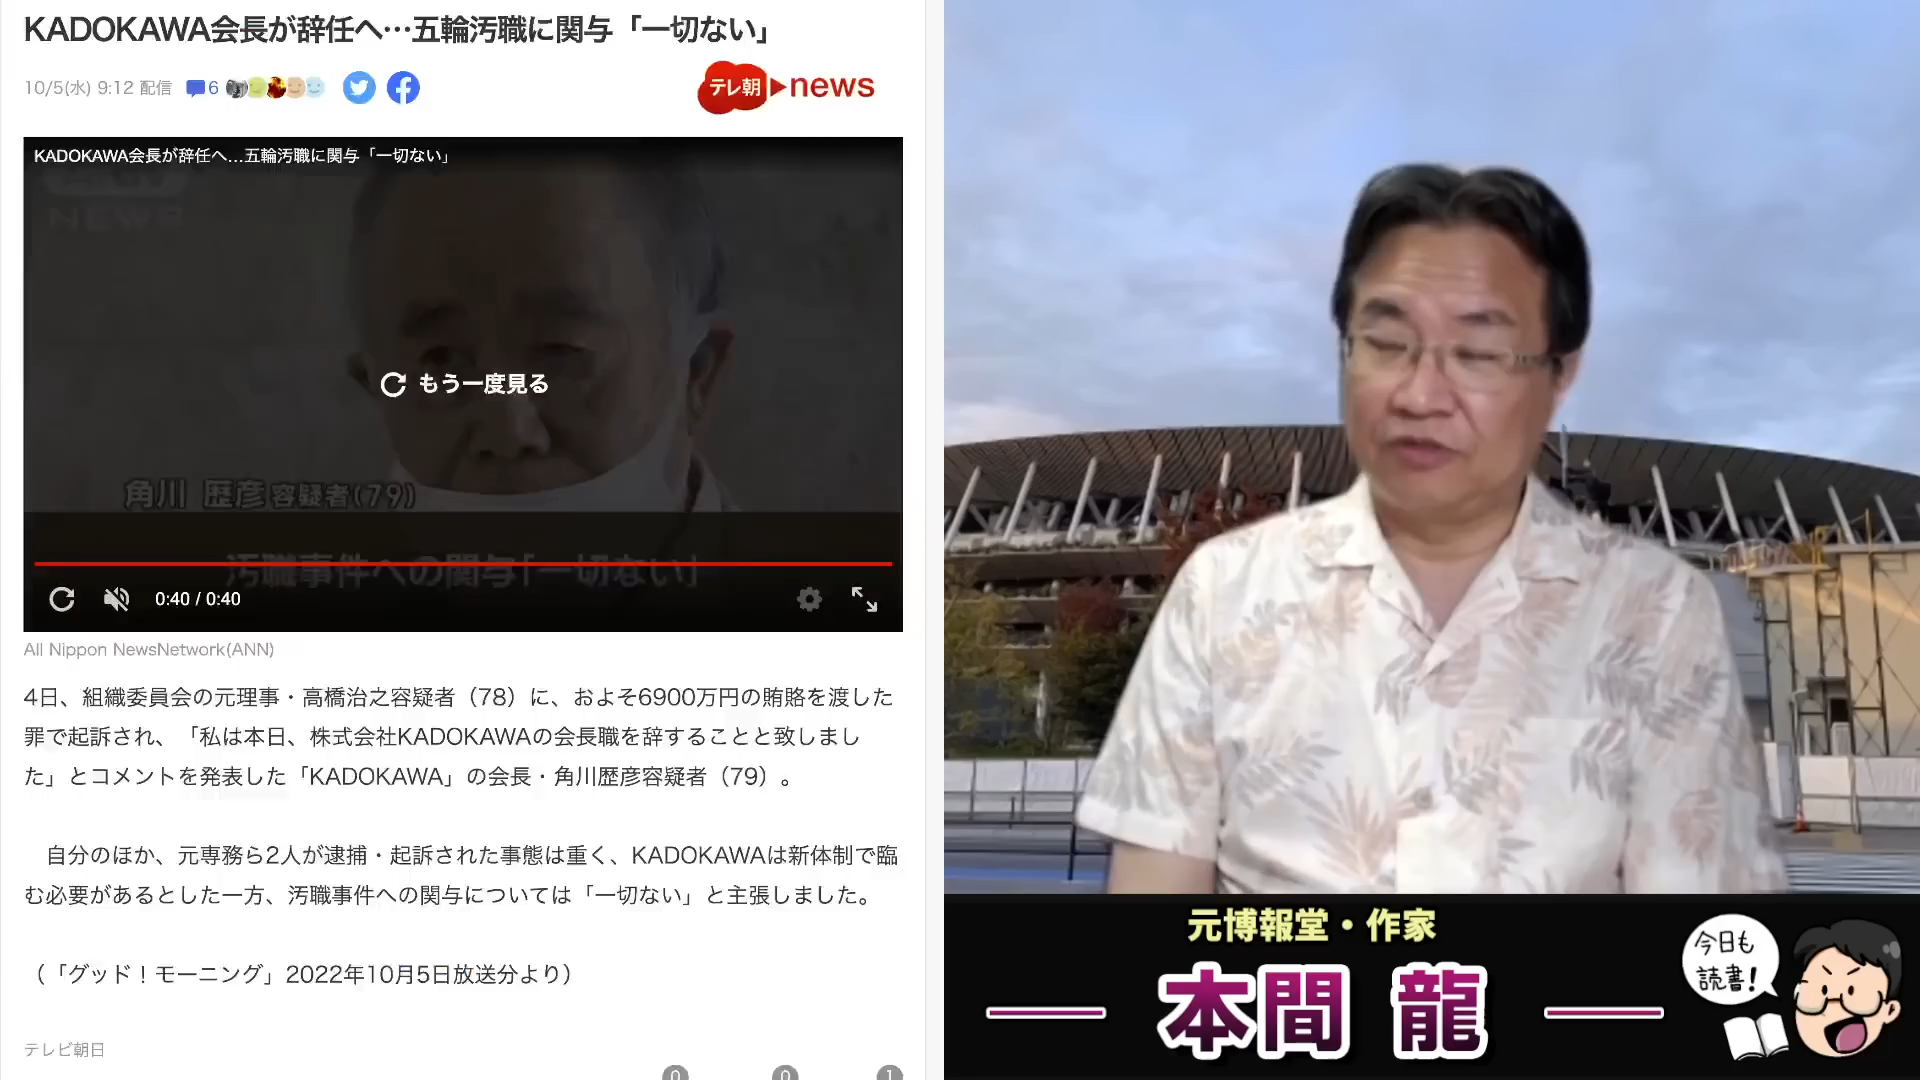 KADOKAWA会長が辞任へ…五輪汚職に関与「一切ない」
10/5(水) 9:12 配信
6
テレ朝 news
KADOKAWA会長が辞任へ…五輪汚職に関与「一切ない」
NEWS
もう一度見る
角川 歴彦容疑者(79)
汚職事件への関与「一切ない」
0:40 / 0:40
All Nippon NewsNetwork(ANN)
4日、組織委員会の元理事・高橋治之容疑者（78）に、およそ6900万円の賄賂を渡した
罪で起訴され、「私は本日、株式会社KADOKAWAの会長職を辞することと致しまし
た」とコメントを発表した「KADOKAWA」の会長・角川歴彦容疑者（79）。
自分のほか、元専務ら2人が逮捕・起訴された事態は重く、KADOKAWAは新体制で臨
む必要があるとした一方、汚職事件への関与については「一切ない」と主張しました。
（「グッド！モーニング」2022年10月5日放送分より）
テレビ朝日
0 0 1
元博報堂・作家
本間 龍
今日も
読書!